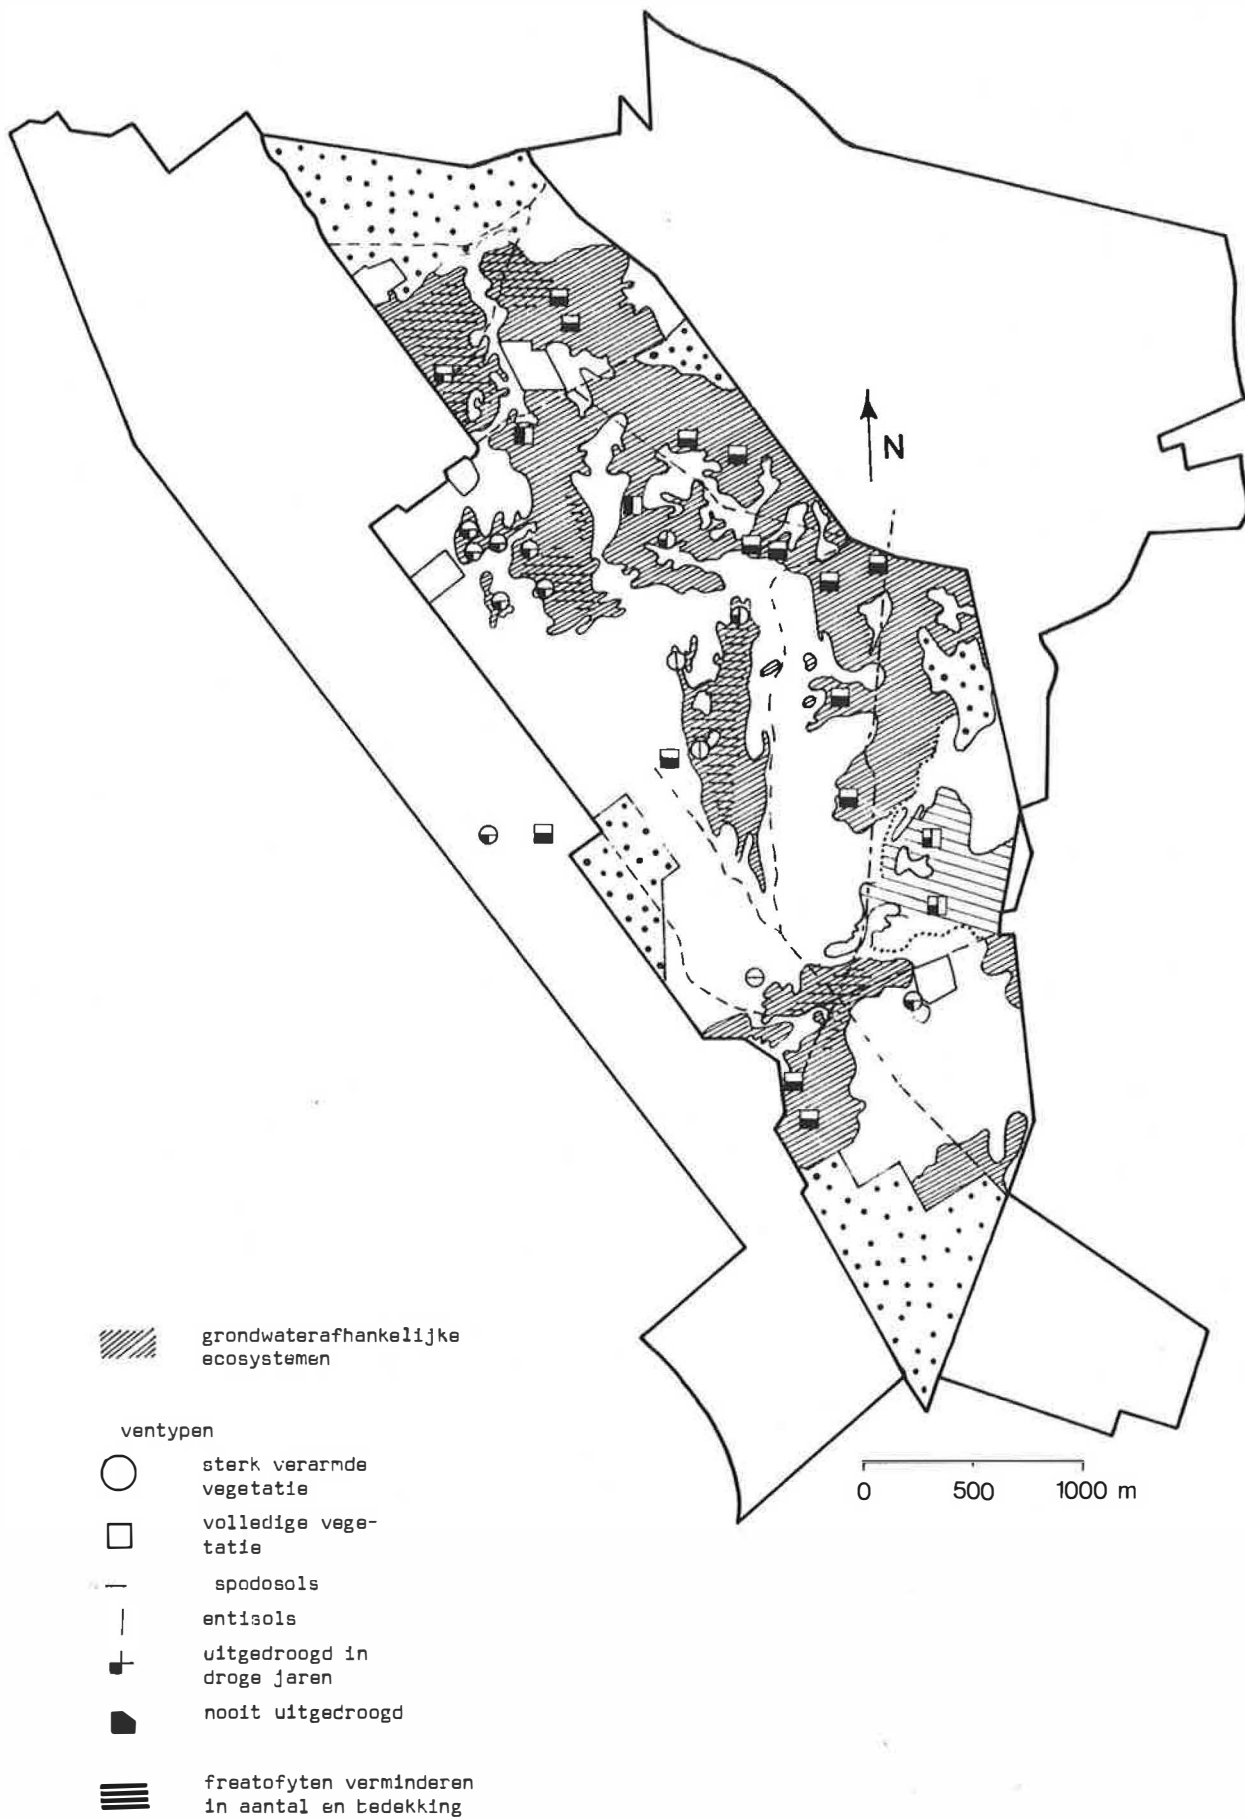 N
0 500 1000 m
grondwaterafhankelijke
ecosystemen
ventypen
sterk verarmde
vegetatie
volledige vege-
tatie
spodosols
entisols
uitgedroogd in
droge jaren
nooit uitgedroogd
freatofyten verminderen
in aantal en bedekking